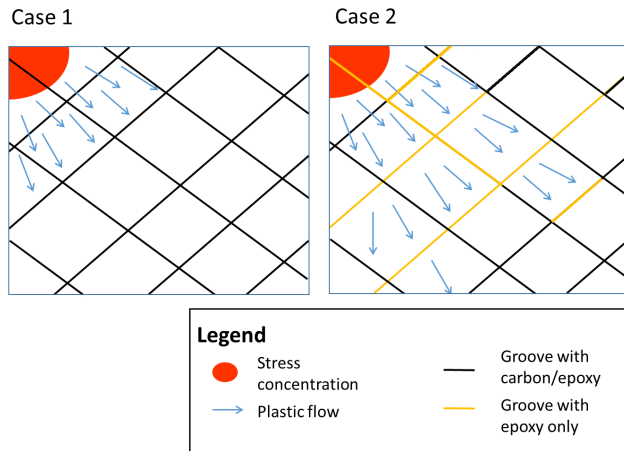 Case 1
Case 2
Legend
Stress
concentration
Plastic flow
Groove with
carbon/epoxy
Groove with
epoxy only